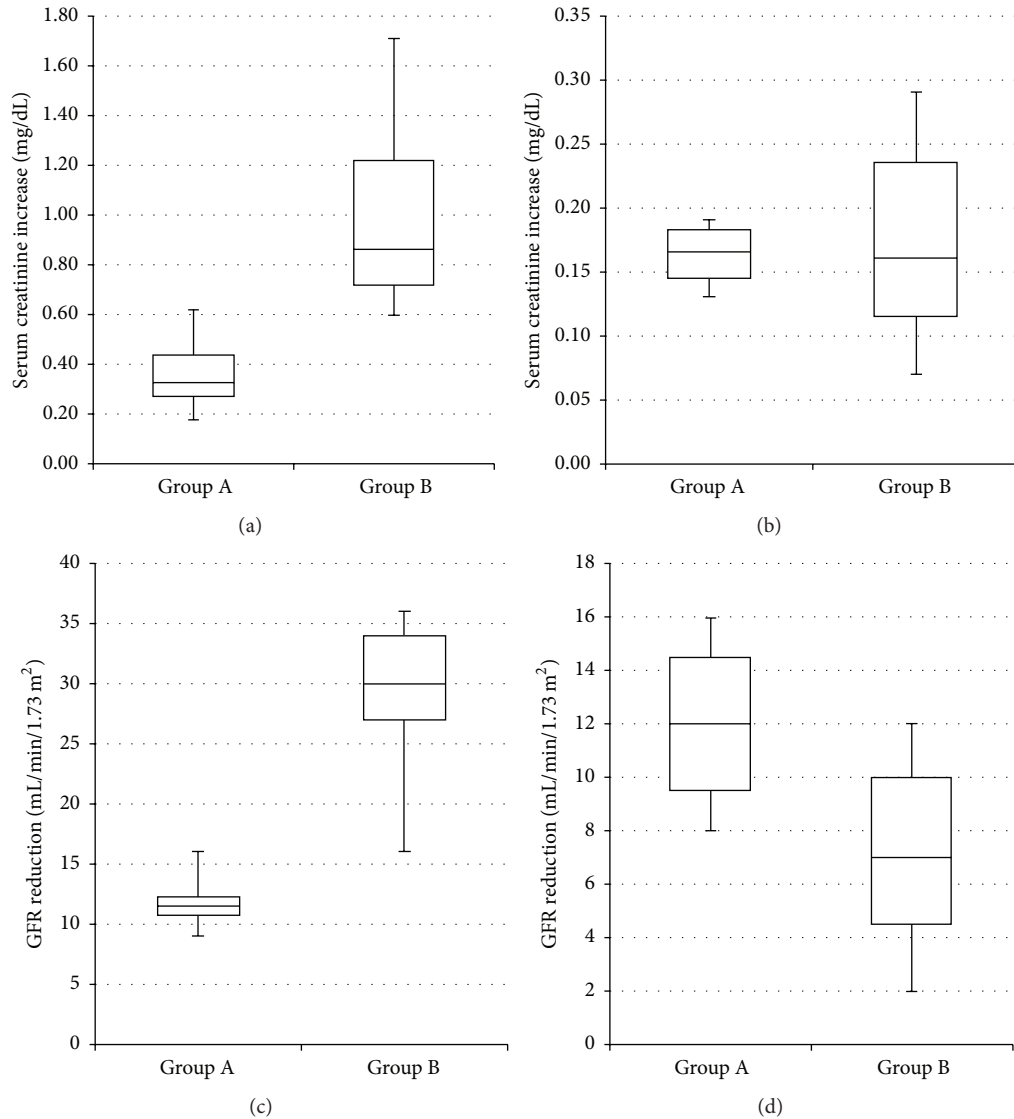 Serum creatinine increase (mg/dL)
1.80
1.60
1.40
1.20
1.00
0.80
0.60
0.40
0.20
0.00
Group A
Group B
(a)
Serum creatinine increase (mg/dL)
0.35
0.30
0.25
0.20
0.15
0.10
0.05
0.00
Group A
Group B
(b)
GFR reduction (mL/min/1.73 m²)
40
35
30
25
20
15
10
5
0
Group A
Group B
(c)
GFR reduction (mL/min/1.73 m²)
18
16
14
12
10
8
6
4
2
0
Group A
Group B
(d)